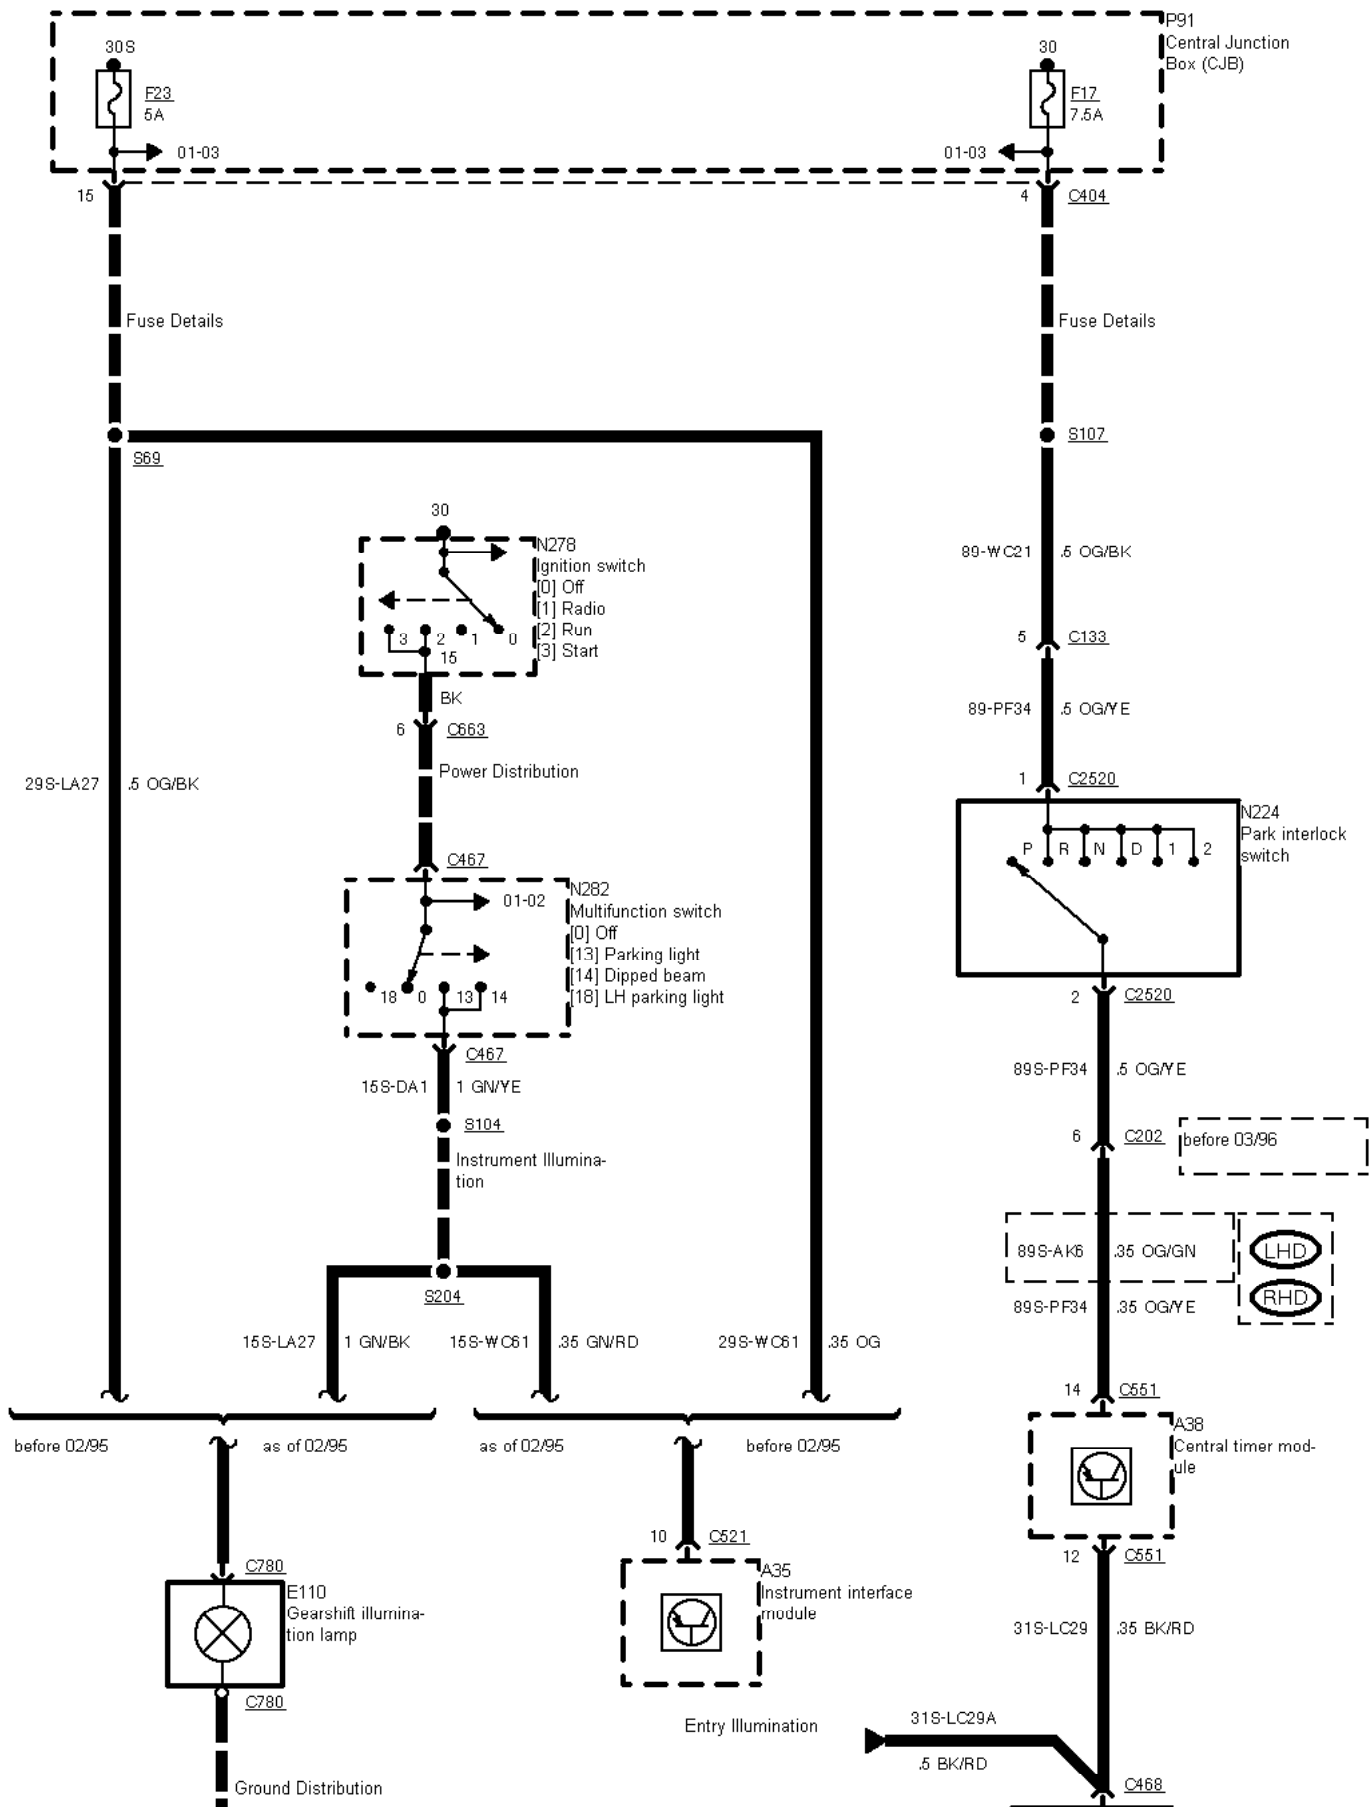 P91
Central Junction
Box (CJB)
30S
30
F23
5A
F17
7.5A
01-03
01-03
15
4
C404
Fuse Details
Fuse Details
S69
S107
30
N278
Ignition switch
[0] Off
[1] Radio
[2] Run
[3] Start
3
2
1
0
15
BK
6
C663
Power Distribution
89-WC21
.5 OG/BK
5
C133
89-PF34
.5 OG/YE
1
C2520
29S-LA27
.5 OG/BK
N224
Park interlock
switch
P
R
N
D
1
2
C467
01-02
N282
Multifunction switch
[0] Off
[13] Parking light
[14] Dipped beam
[18] LH parking light
18
0
13
14
2
C2520
C467
15S-DA1
1 GN/YE
89S-PF34
.5 OG/YE
S104
6
C202
before 03/96
Instrument Illumina-
tion
89S-AK6
.35 OG/GN
LHD
RHD
S204
89S-PF34
.35 OG/YE
15S-LA27
1 GN/BK
15S-WC61
.35 GN/RD
29S-WC61
.35 OG
14
C551
A38
Central timer mod-
ule
before 02/95
as of 02/95
as of 02/95
before 02/95
10
C521
12
C551
C780
E110
Gearshift illumina-
tion lamp
A35
Instrument interface
module
31S-LC29
.35 BK/RD
C780
Entry Illumination
31S-LC29A
.5 BK/RD
C468
Ground Distribution